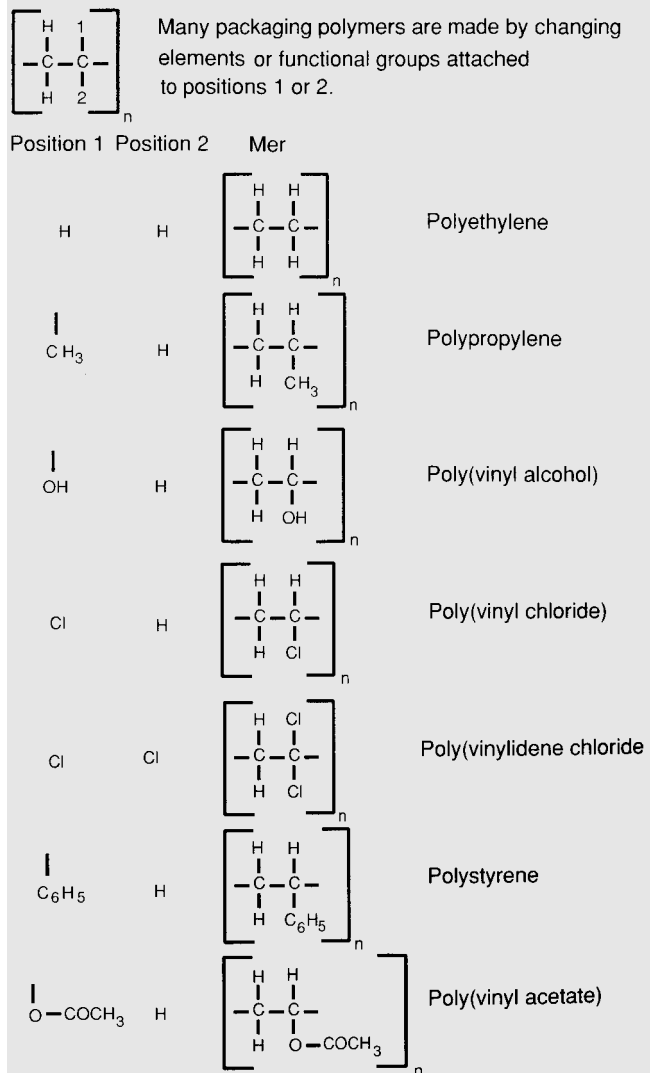 H 1 Many packaging polymers are made by changing
–C–C– elements or functional groups attached
H 2 to positions 1 or 2.
n
Position 1 Position 2 Mer
H H
H H –C–C– Polyethylene
H H
n
H H
CH3 H –C–C– Polypropylene
H CH3
n
H H
OH H –C–C– Poly(vinyl alcohol)
H OH
n
H H
Cl H –C–C– Poly(vinyl chloride)
H Cl
n
H Cl
Cl Cl –C–C– Poly(vinylidene chloride
H Cl
n
H H
C6H5 H –C–C– Polystyrene
H C6H5
n
H H
O–COCH3 H –C–C– Poly(vinyl acetate)
H O–COCH3
n